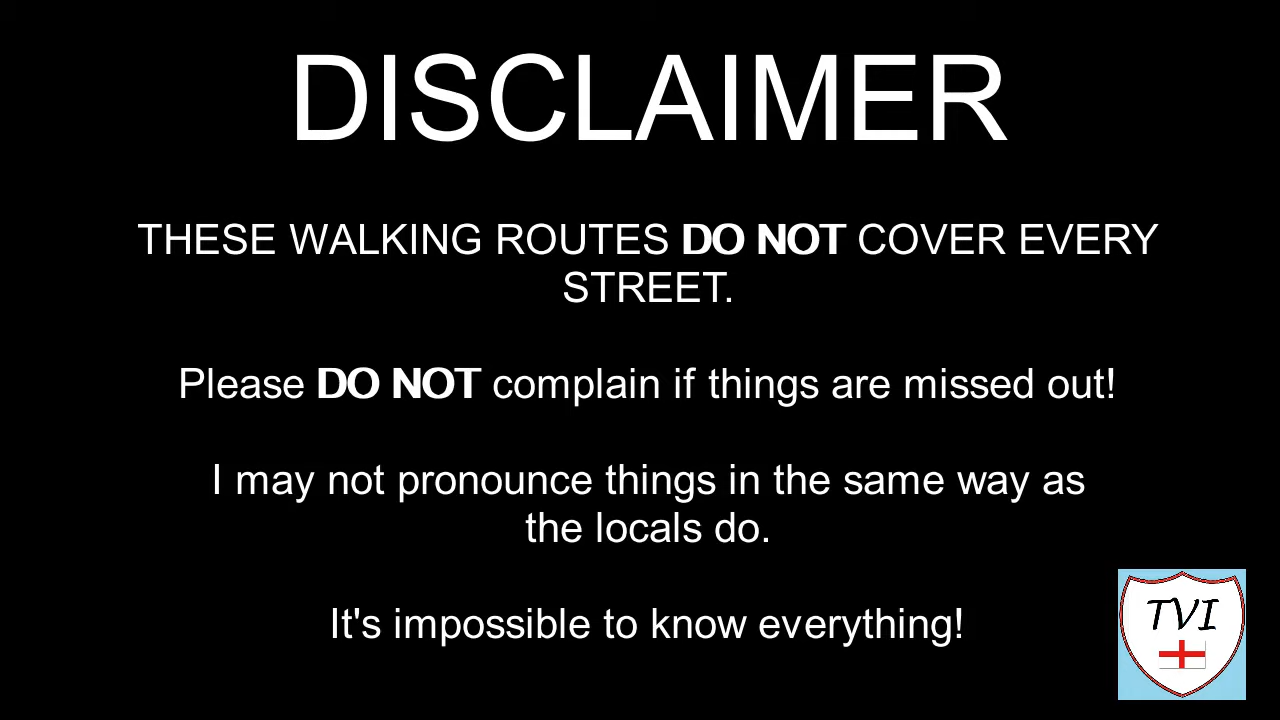 DISCLAIMER
THESE WALKING ROUTES DO NOT COVER EVERY
STREET.
Please DO NOT complain if things are missed out!
I may not pronounce things in the same way as
the locals do.
It's impossible to know everything!
TVI